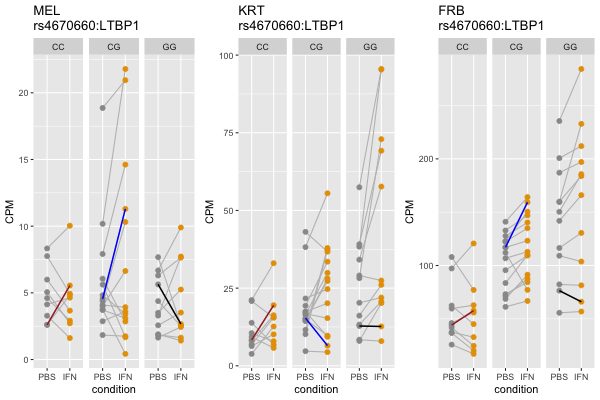 MEL
rs4670660:LTBP1
CC
CG
GG
20
15
10
5
0
CPM
PBS
IFN
PBS
IFN
PBS
IFN
condition
KRT
rs4670660:LTBP1
CC
CG
GG
100
75
50
25
0
CPM
PBS
IFN
PBS
IFN
PBS
IFN
condition
FRB
rs4670660:LTBP1
CC
CG
GG
200
100
CPM
PBS
IFN
PBS
IFN
PBS
IFN
condition